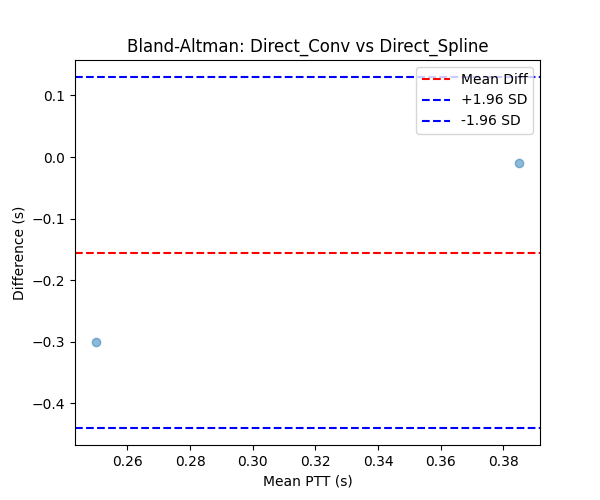 Bland-Altman: Direct_Conv vs Direct_Spline
Mean Diff
+1.96 SD
-1.96 SD
0.1
0.0
−0.1
−0.2
−0.3
−0.4
Difference (s)
0.26
0.28
0.30
0.32
0.34
0.36
0.38
Mean PTT (s)